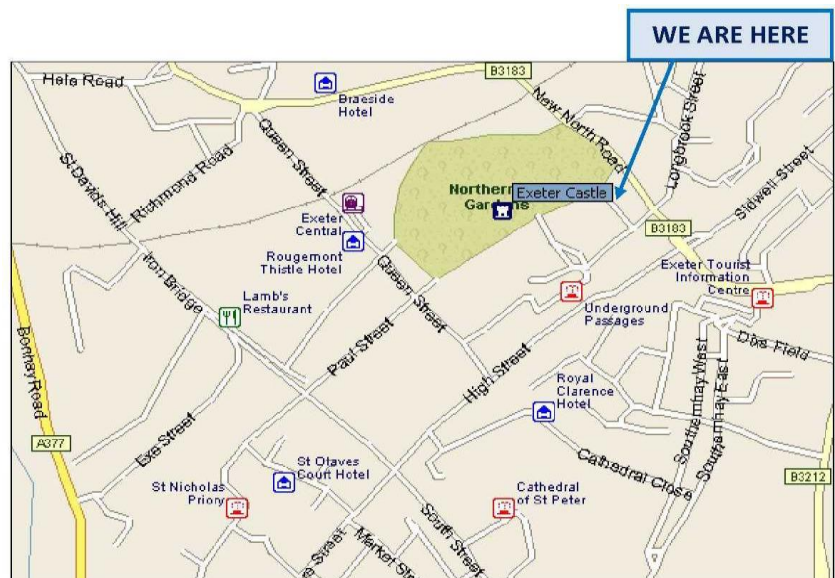 WE ARE HERE
B3183
Hele Road
Braeside
Hotel
New North Road
Longbrook Street
Queen Street
St Davids Hill
Richmond Road
Sidwell Street
Northern
Gardens
Exeter Castle
Exeter
Central
B3183
Rougemont
Thistle Hotel
Iron Bridge
Queen Street
Exeter Tourist
Information
Centre
Lamb's
Restaurant
Underground
Passages
Paul Street
Dixs Field
Bonhay Road
High Street
Royal
Clarence
Hotel
Southernhay West
Southernhay East
A377
Exe Street
St Olaves
Court Hotel
Cathedral Close
B3212
St Nicholas
Priory
Cathedral
of St Peter
South Street
Street
Market